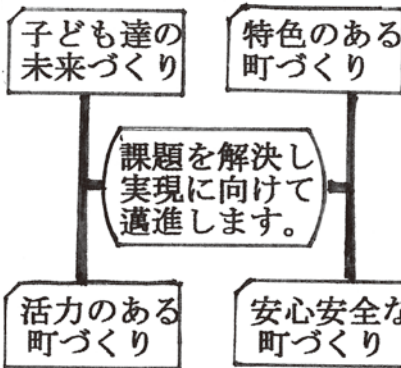 子ども達の
未来づくり
特色のある
町づくり
課題を解決し
実現に向けて
邁進します。
活力のある
町づくり
安心安全な
町づくり